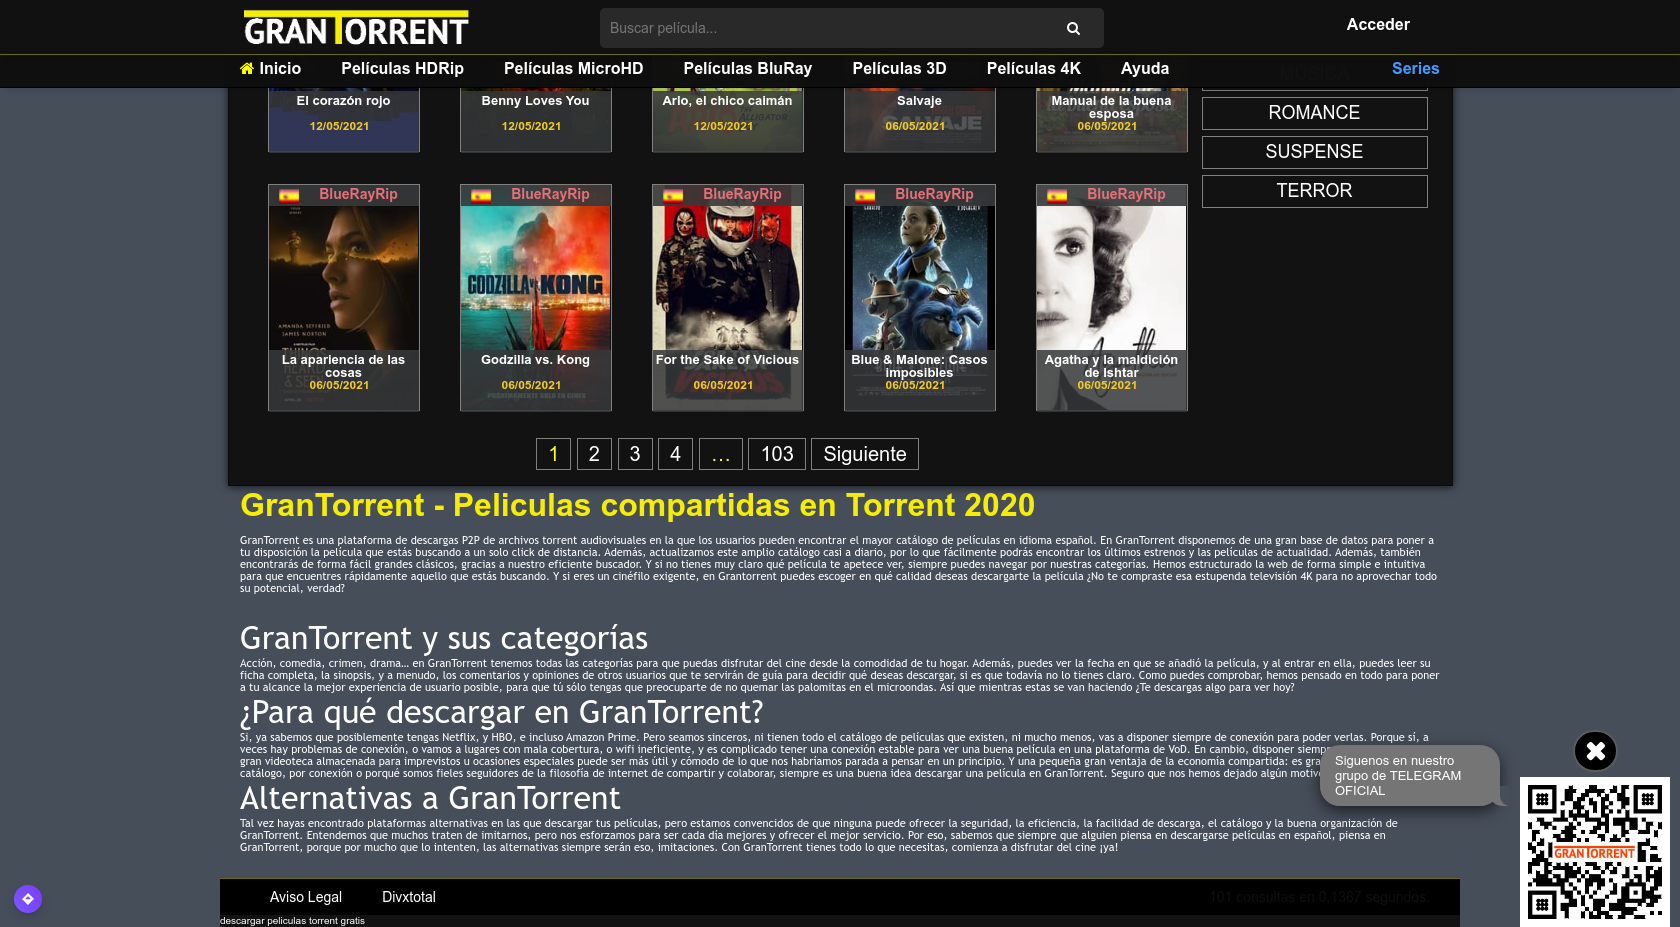 GRANTORRENT
Buscar película...
Acceder
Inicio
Películas HDRip
Películas MicroHD
Películas BluRay
Películas 3D
Películas 4K
Ayuda
Series
El corazón rojo
12/05/2021
Benny Loves You
12/05/2021
Arlo, el chico caimán
12/05/2021
Salvaje
06/05/2021
Manual de la buena
esposa
06/05/2021
ROMANCE
SUSPENSE
TERROR
BlueRayRip
AMANDA SEYFRIED
JAMES NORTON
La apariencia de las
cosas
06/05/2021
BlueRayRip
GODZILLA VS KONG
Godzilla vs. Kong
06/05/2021
BlueRayRip
For the Sake of Vicious
06/05/2021
BlueRayRip
Blue & Malone: Casos
imposibles
06/05/2021
BlueRayRip
Agatha y la maldición
de Ishtar
06/05/2021
1 2 3 4 … 103 Siguiente
GranTorrent - Peliculas compartidas en Torrent 2020
GranTorrent es una plataforma de descargas P2P de archivos torrent audiovisuales en la que los usuarios pueden encontrar el mayor catálogo de películas en idioma español. En GranTorrent disponemos de una gran base de datos para poner a
tu disposición la película que estás buscando a un solo click de distancia. Además, actualizamos este amplio catálogo casi a diario, por lo que fácilmente podrás encontrar los últimos estrenos y las películas de actualidad. Además, también
encontrarás de forma fácil grandes clásicos, gracias a nuestro eficiente buscador. Y si no tienes muy claro qué película te apetece ver, siempre puedes navegar por nuestras categorías. Hemos estructurado la web de forma simple e intuitiva
para que encuentres rápidamente aquello que estás buscando. Y si eres un cinéfilo exigente, en Grantorrent puedes escoger en qué calidad deseas descargarte la película ¿No te compraste esa estupenda televisión 4K para no aprovechar todo
su potencial, verdad?
GranTorrent y sus categorías
Acción, comedia, crimen, drama… en GranTorrent tenemos todas las categorías para que puedas disfrutar del cine desde la comodidad de tu hogar. Además, puedes ver la fecha en que se añadió la película, y al entrar en ella, puedes leer su
ficha completa, la sinopsis, y a menudo, los comentarios y opiniones de otros usuarios que te servirán de guía para decidir qué deseas descargar, si es que todavía no lo tienes claro. Como puedes comprobar, hemos pensado en todo para poner
a tu alcance la mejor experiencia de usuario posible, para que tú sólo tengas que preocuparte de no quemar las palomitas en el microondas. Así que mientras estas se van haciendo ¿Te descargas algo para ver hoy?
¿Para qué descargar en GranTorrent?
Si, ya sabemos que posiblemente tengas Netflix, y HBO, e incluso Amazon Prime. Pero seamos sinceros, ni tienen todo el catálogo de películas que existen, ni mucho menos, vas a disponer siempre de conexión para poder verlas. Porque sí, a
veces hay problemas de conexión, o vamos a lugares con mala cobertura, o wifi ineficiente, y es complicado tener una conexión estable para ver una buena película en una plataforma de VoD. En cambio, disponer siemp
gran videoteca almacenada para imprevistos u ocasiones especiales puede ser más útil y cómodo de lo que nos habríamos parado a pensar en un principio. Y una pequeña gran ventaja de la economía compartida: es gra
catálogo, por conexión o porqué somos fieles seguidores de la filosofía de internet de compartir y colaborar, siempre es una buena idea descargar una película en GranTorrent. Seguro que nos hemos dejado algún motiv
Siguenos en nuestro
grupo de TELEGRAM
OFICIAL
Alternativas a GranTorrent
Tal vez hayas encontrado plataformas alternativas en las que descargar tus películas, pero estamos convencidos de que ninguna puede ofrecer la seguridad, la eficiencia, la facilidad de descarga, el catálogo y la buena organización de
GranTorrent. Entendemos que muchos traten de imitarnos, pero nos esforzamos para ser cada día mejores y ofrecer el mejor servicio. Por eso, sabemos que siempre que alguien piensa en descargarse películas en español, piensa en
GranTorrent, porque por mucho que lo intenten, las alternativas siempre serán eso, imitaciones. Con GranTorrent tienes todo lo que necesitas, comienza a disfrutar del cine ¡ya!
GRANTORRENT
Aviso Legal
Divxtotal
101 consultas en 0,1367 segundos.
descargar peliculas torrent gratis